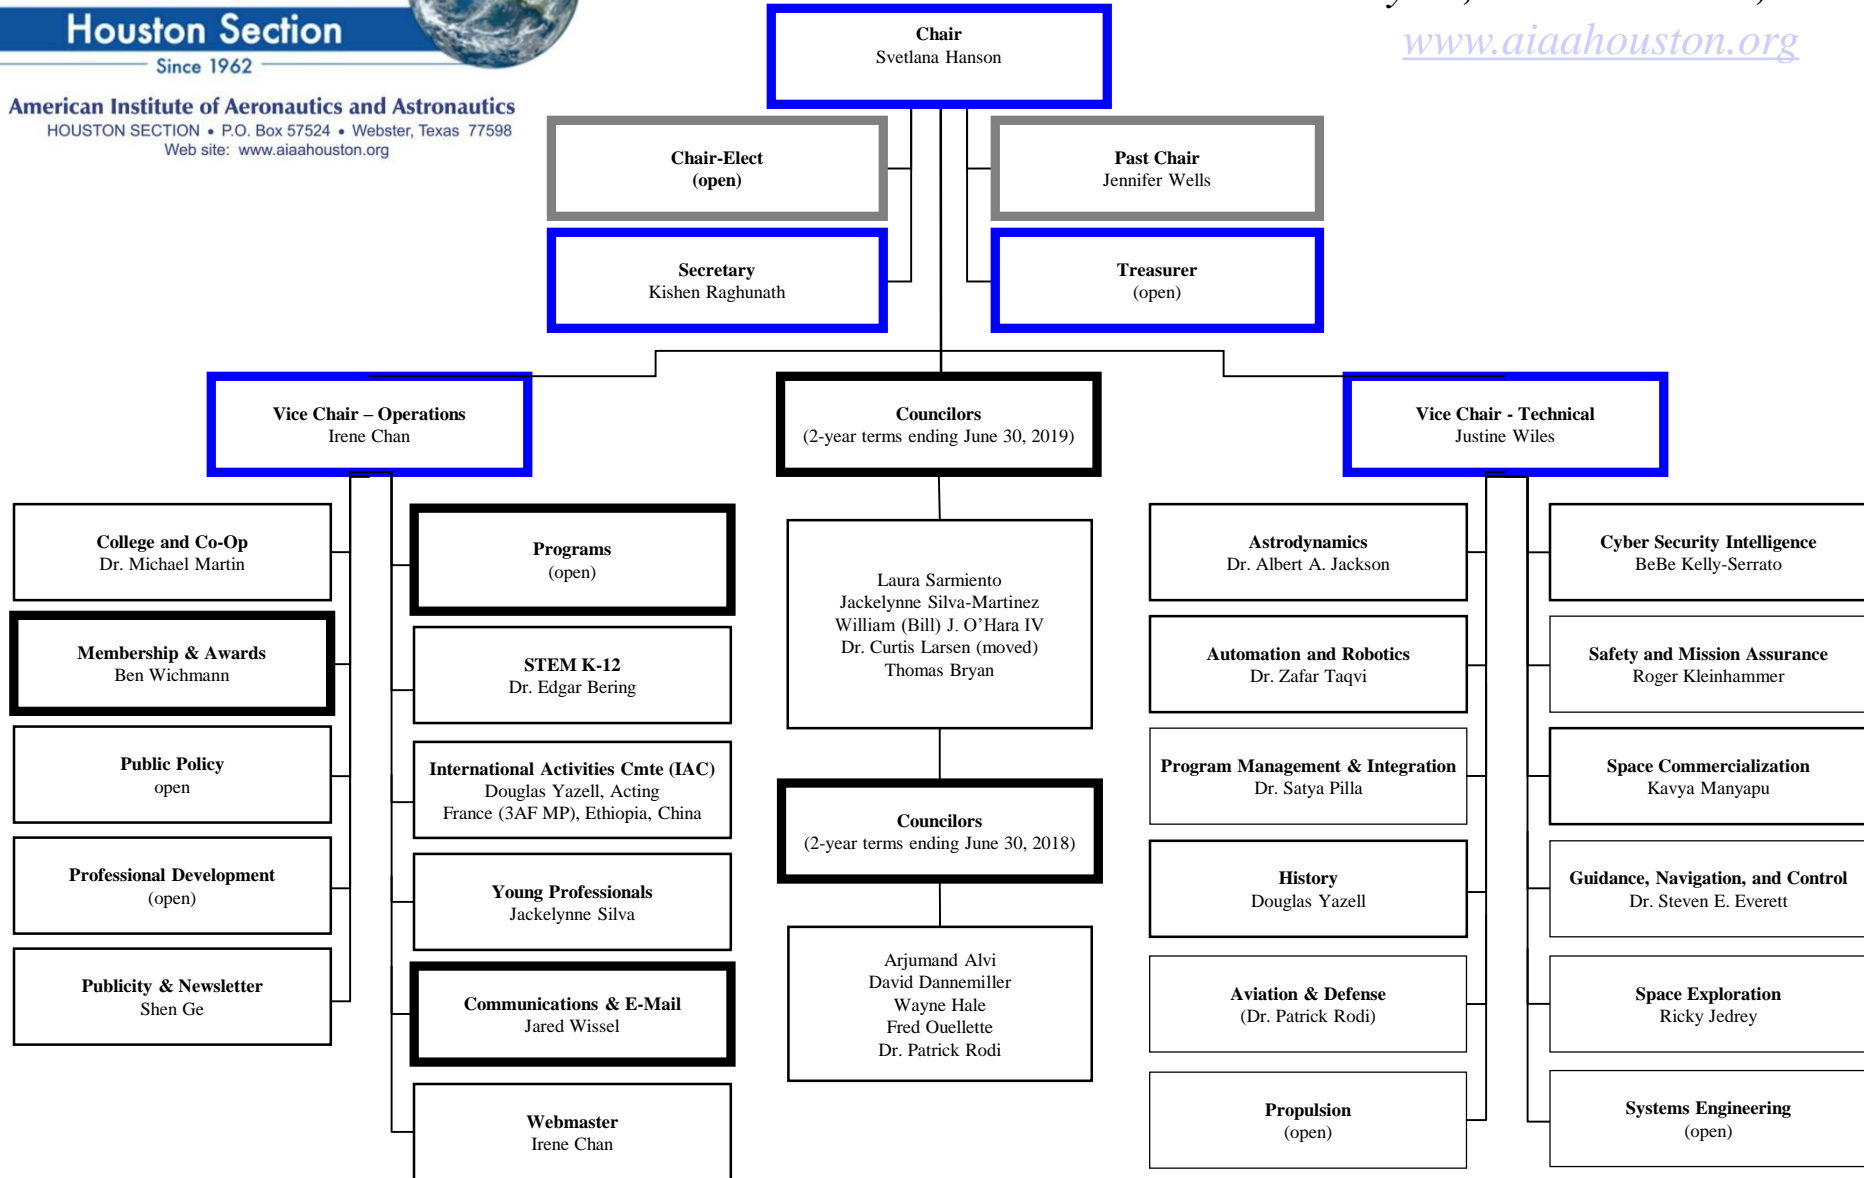 Houston Section
Since 1962
American Institute of Aeronautics and Astronautics
HOUSTON SECTION • P.O. Box 57524 • Webster, Texas 77598
Web site: www.aiaahouston.org
www.aiaahouston.org
Chair
Svetlana Hanson
Chair-Elect
(open)
Past Chair
Jennifer Wells
Secretary
Kishen Raghunath
Treasurer
(open)
Vice Chair – Operations
Irene Chan
Councilors
(2-year terms ending June 30, 2019)
Vice Chair - Technical
Justine Wiles
College and Co-Op
Dr. Michael Martin
Membership & Awards
Ben Wichmann
Public Policy
open
Professional Development
(open)
Publicity & Newsletter
Shen Ge
Programs
(open)
STEM K-12
Dr. Edgar Bering
International Activities Cmte (IAC)
Douglas Yazell, Acting
France (3AF MP), Ethiopia, China
Young Professionals
Jackelynne Silva
Communications & E-Mail
Jared Wissel
Webmaster
Irene Chan
Laura Sarmiento
Jackelynne Silva-Martinez
William (Bill) J. O’Hara IV
Dr. Curtis Larsen (moved)
Thomas Bryan
Councilors
(2-year terms ending June 30, 2018)
Arjumand Alvi
David Dannemiller
Wayne Hale
Fred Ouellette
Dr. Patrick Rodi
Astrodynamics
Dr. Albert A. Jackson
Automation and Robotics
Dr. Zafar Taqvi
Program Management & Integration
Dr. Satya Pilla
History
Douglas Yazell
Aviation & Defense
(Dr. Patrick Rodi)
Propulsion
(open)
Cyber Security Intelligence
BeBe Kelly-Serrato
Safety and Mission Assurance
Roger Kleinhammer
Space Commercialization
Kavya Manyapu
Guidance, Navigation, and Control
Dr. Steven E. Everett
Space Exploration
Ricky Jedrey
Systems Engineering
(open)